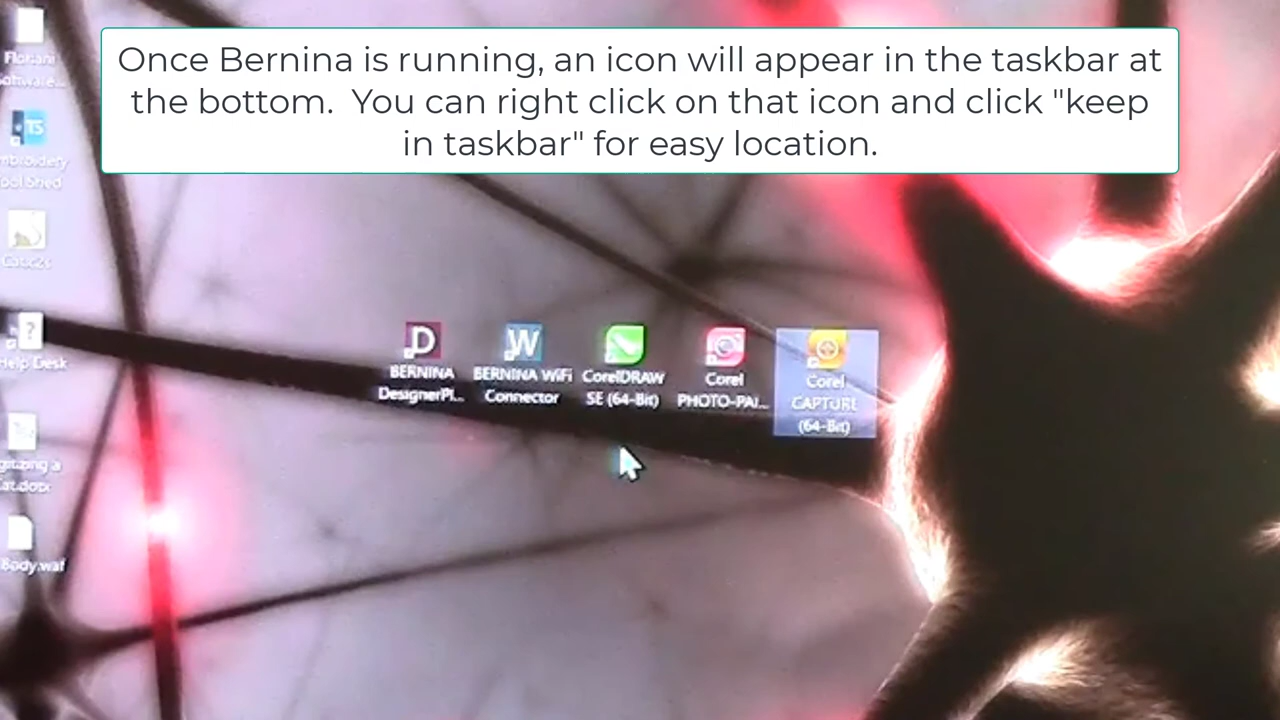 Once Bernina is running, an icon will appear in the taskbar at
the bottom. You can right click on that icon and click "keep
in taskbar" for easy location.
Floriani
TS
Help Desk
Body.waf
D
BERNINA
DesignerPl...
W
BERNINA WiFi
Connector
CorelDRAW
SE (64-Bit)
Corel
PHOTO-PAI...
Corel
CAPTURE
(64-Bit)